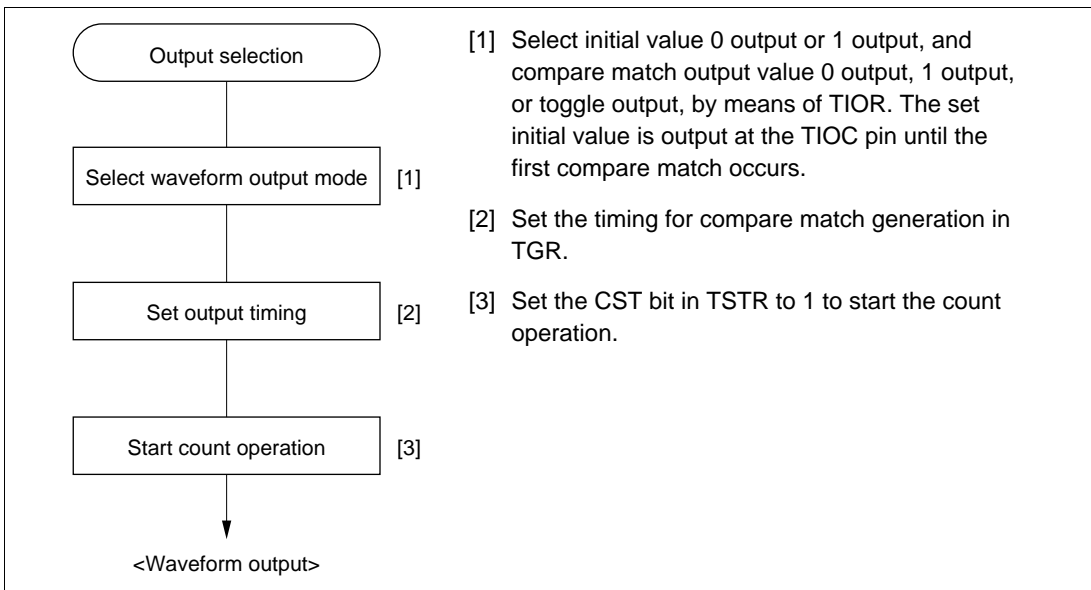 Output selection
Select waveform output mode [1]
Set output timing [2]
Start count operation [3]
<Waveform output>
[1] Select initial value 0 output or 1 output, and
compare match output value 0 output, 1 output,
or toggle output, by means of TIOR. The set
initial value is output at the TIOC pin until the
first compare match occurs.
[2] Set the timing for compare match generation in
TGR.
[3] Set the CST bit in TSTR to 1 to start the count
operation.